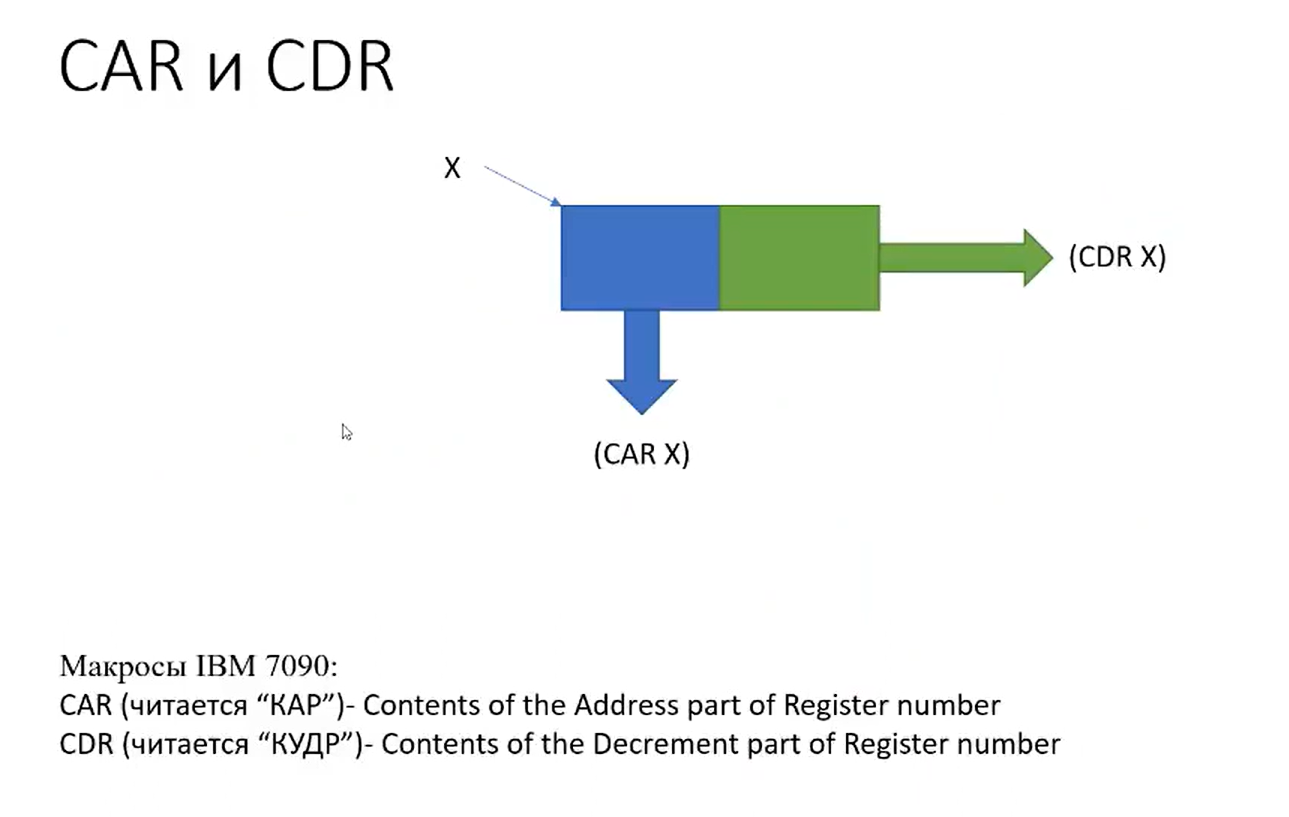 CAR и CDR
X
(CDR X)
(CAR X)
Макросы IBM 7090:
CAR (читается “КАР”)- Contents of the Address part of Register number
CDR (читается “КУДР”)- Contents of the Decrement part of Register number